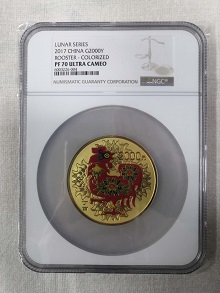 LUNAR SERIES
2017 CHINA G2000Y
ROOSTER - COLORIZED
PF 70 ULTRA CAMEO
NGC
NUMISMATIC GUARANTY CORPORATION